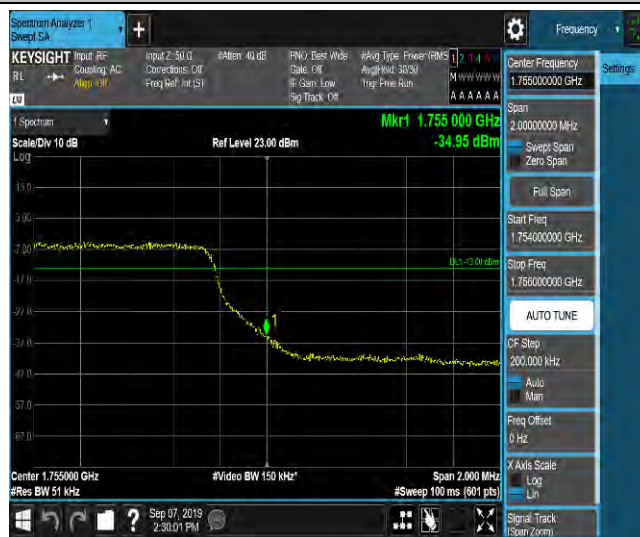 Spectrum Analyzer 1
Swept SA
+
Frequency
KEYSIGHT
RL
Input: RF
Coupling: AC
Align: Off
Input Z: 50 Ω
Corrections: Off
Freq Ref: Int (S)
#Atten: 40 dB
PNO: Best Wide
Gate: Off
IF Gain: Low
Sig Track: Off
#Avg Type: Power (RMS
Avg|Hold: 30/30
Trig: Free Run
M W W W W W
A A A A A A
1 Spectrum
Scale/Div 10 dB
Log
Ref Level 23.00 dBm
Mkr1 1.755 000 GHz
-34.95 dBm
13.0
3.00
-7.00
-17.0
-27.0
-37.0
-47.0
-57.0
-67.0
DL1 -13.00 dBm
1
Center 1.755000 GHz
#Res BW 51 kHz
#Video BW 150 kHz*
Span 2.000 MHz
#Sweep 100 ms (601 pts)
?
Sep 07, 2019
2:30:01 PM
Center Frequency
1.755000000 GHz
Settings
Span
2.00000000 MHz
Swept Span
Zero Span
Full Span
Start Freq
1.754000000 GHz
Stop Freq
1.756000000 GHz
AUTO TUNE
CF Step
200.000 kHz
Auto
Man
Freq Offset
0 Hz
X Axis Scale
Log
Lin
Signal Track
(Span Zoom)